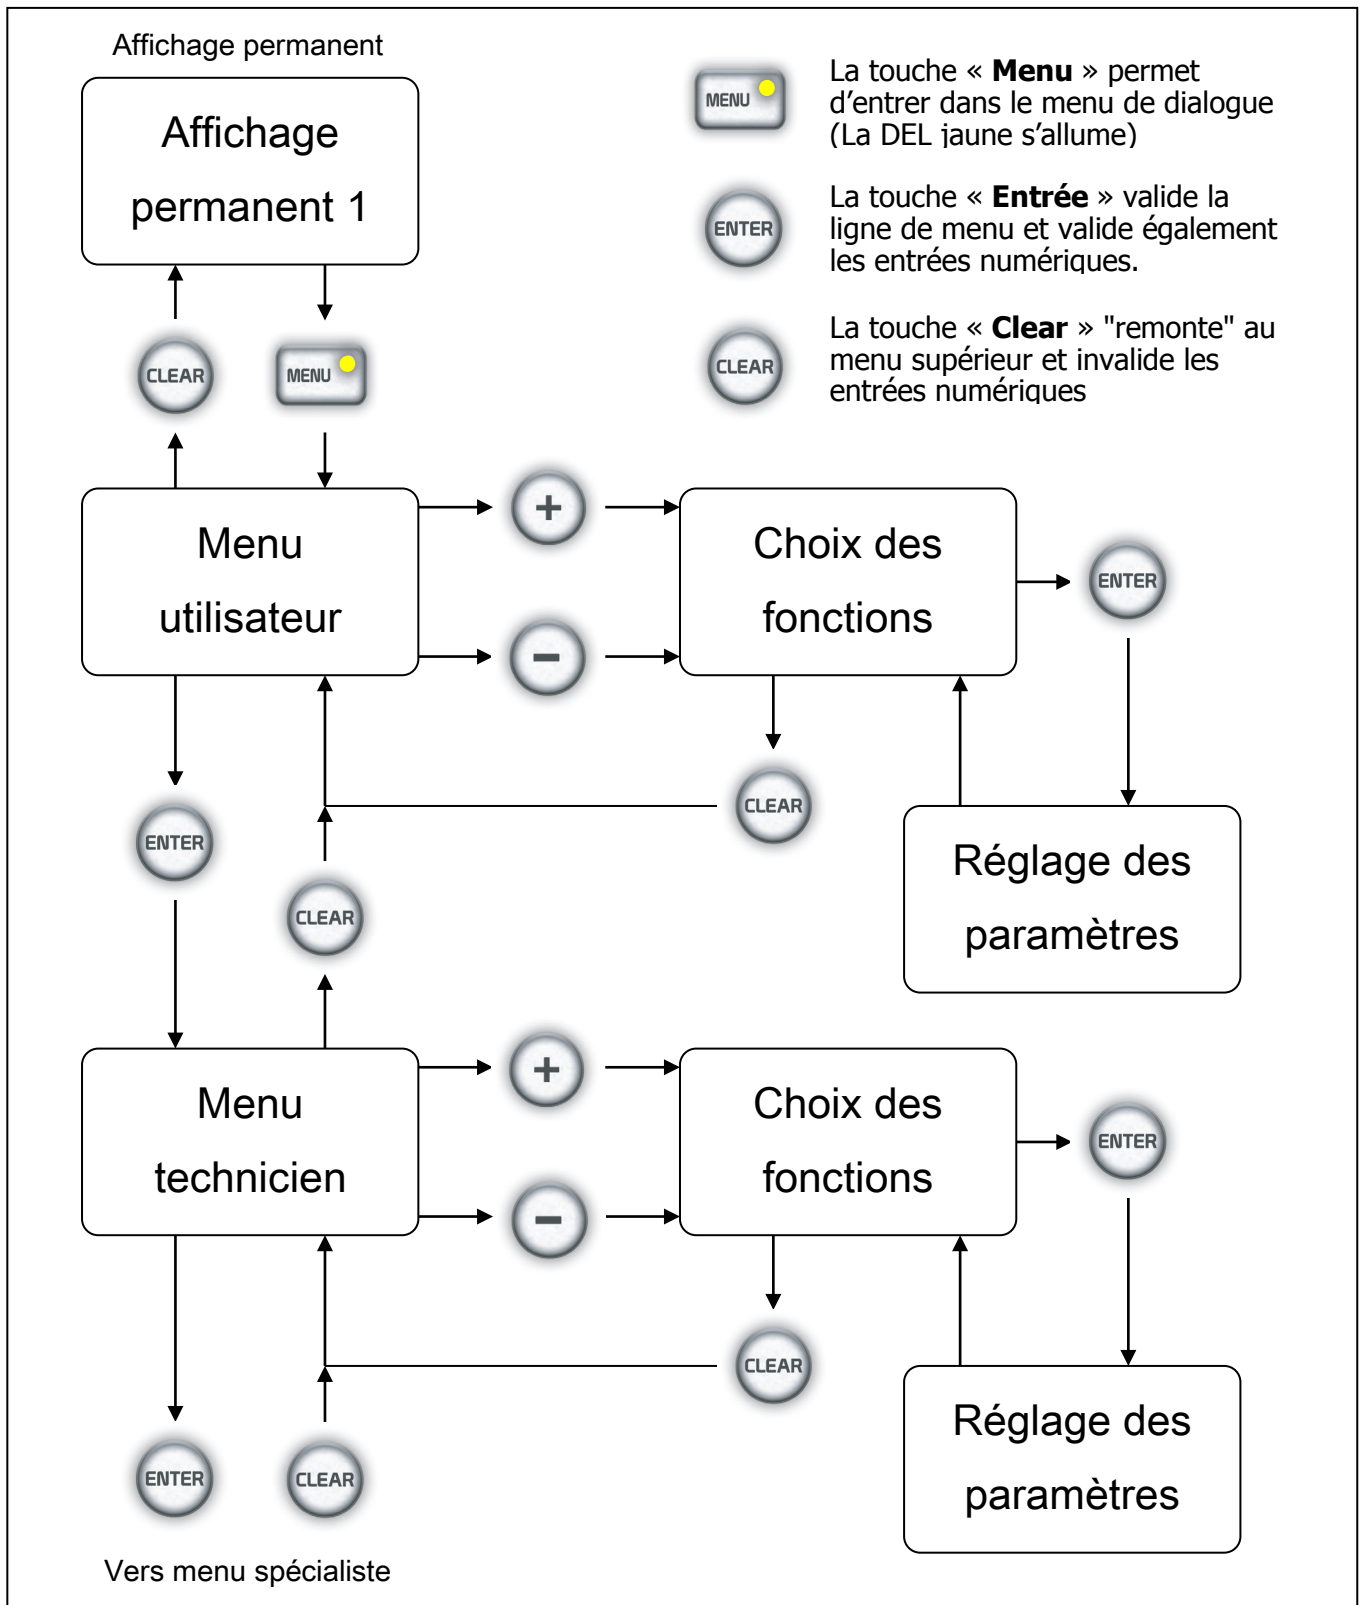 Affichage permanent
Affichage
permanent 1
MENU
La touche « Menu » permet
d’entrer dans le menu de dialogue
(La DEL jaune s’allume)
ENTER
La touche « Entrée » valide la
ligne de menu et valide également
les entrées numériques.
CLEAR
La touche « Clear » "remonte" au
menu supérieur et invalide les
entrées numériques
CLEAR
MENU
Menu
utilisateur
+
−
Choix des
fonctions
ENTER
ENTER
CLEAR
CLEAR
Réglage des
paramètres
Menu
technicien
+
−
Choix des
fonctions
ENTER
CLEAR
ENTER
CLEAR
Réglage des
paramètres
Vers menu spécialiste